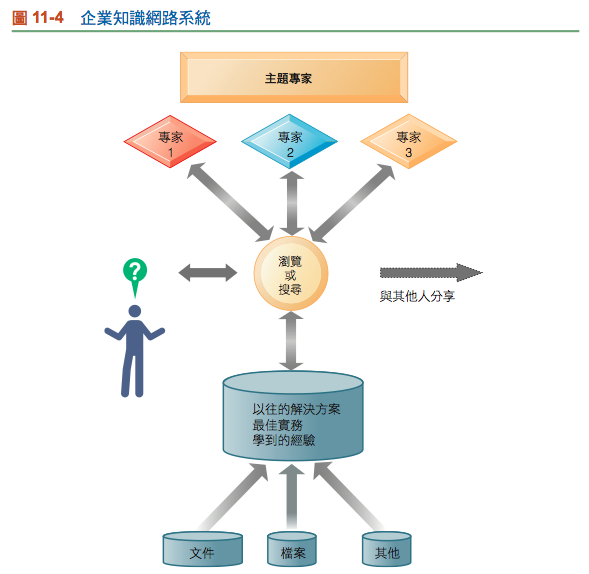 圖 11-4 企業知識網路系統
主題專家
專家
1
專家
2
專家
3
瀏覽
或
搜尋
?
與其他人分享
以往的解決方案
最佳實務
學到的經驗
文件
檔案
其他